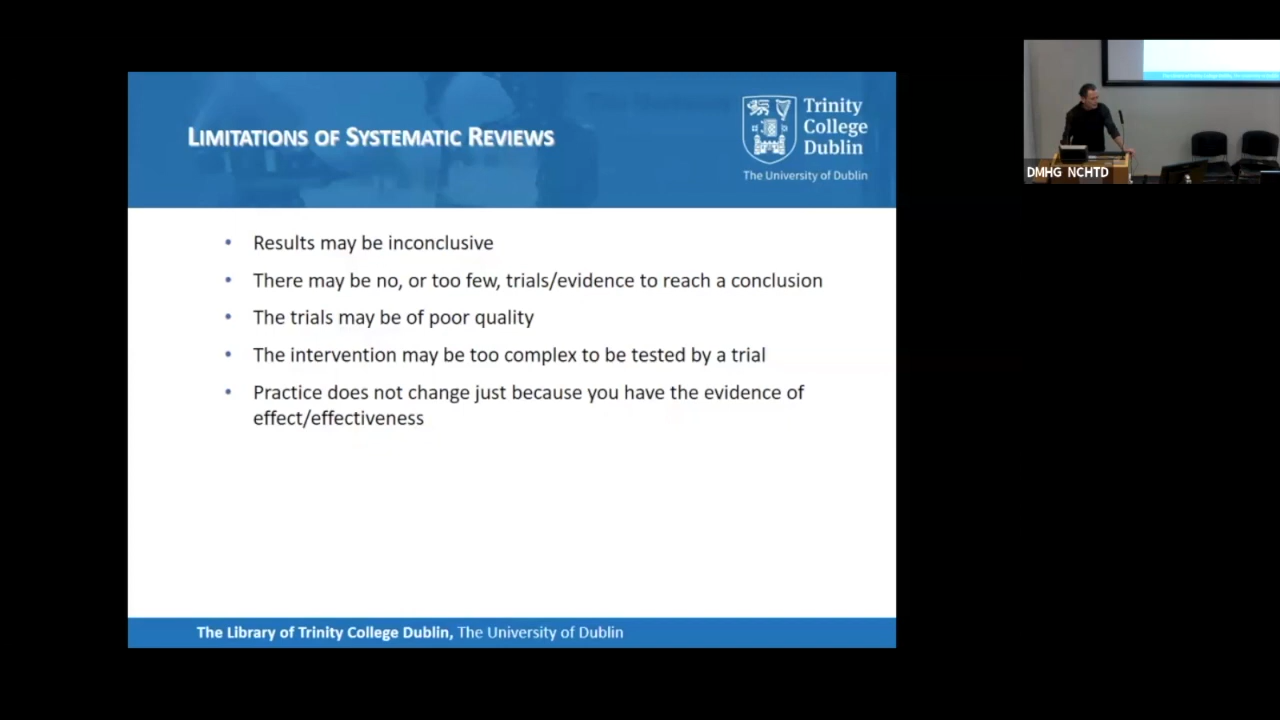 LIMITATIONS OF SYSTEMATIC REVIEWS
Trinity
College
Dublin
The University of Dublin
• Results may be inconclusive
• There may be no, or too few, trials/evidence to reach a conclusion
• The trials may be of poor quality
• The intervention may be too complex to be tested by a trial
• Practice does not change just because you have the evidence of
effect/effectiveness
The Library of Trinity College Dublin, The University of Dublin
DMHG NCHTD